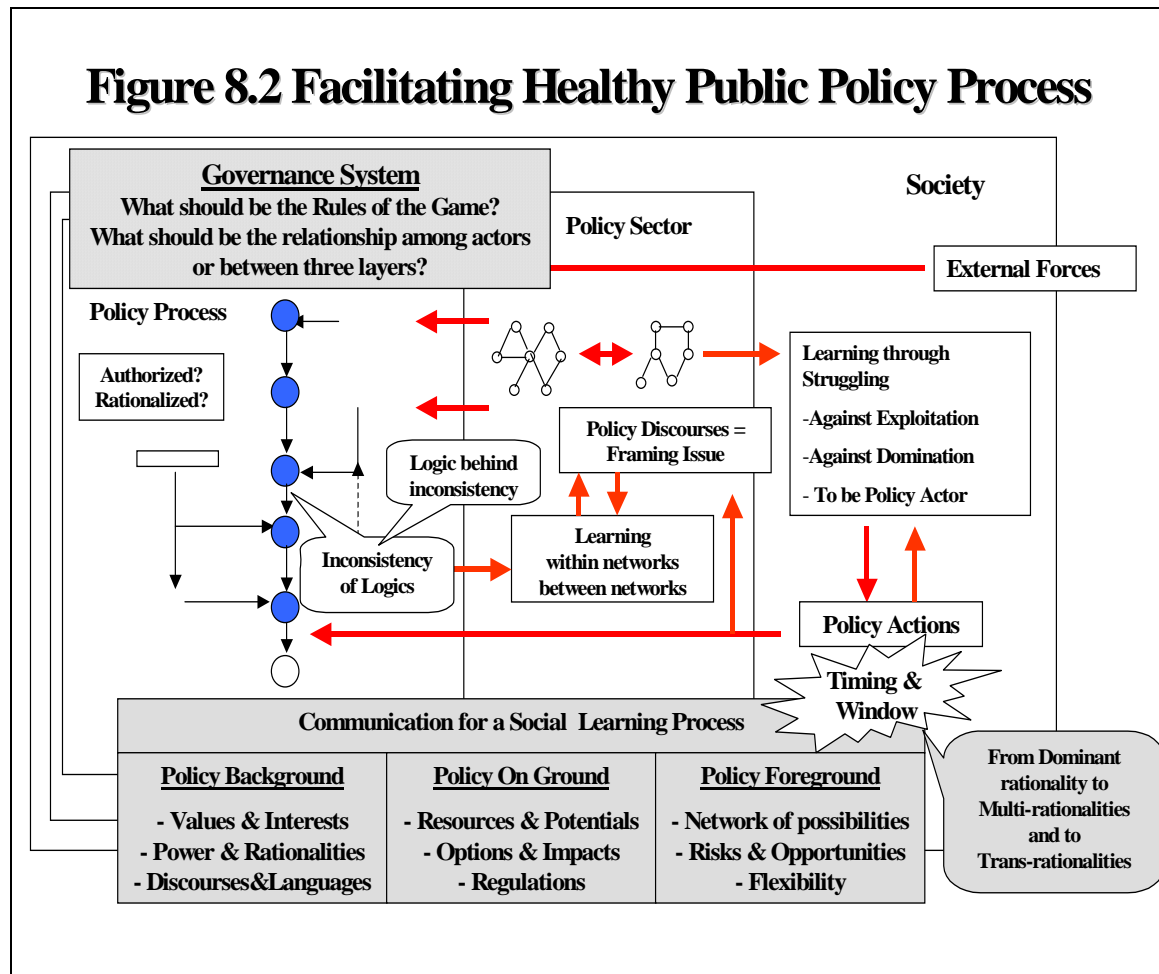 Figure 8.2 Facilitating Healthy Public Policy Process
Governance System
What should be the Rules of the Game?
What should be the relationship among actors
or between three layers?
Society
Policy Sector
External Forces
Policy Process
Authorized?
Rationalized?
Learning through
Struggling
-Against Exploitation
-Against Domination
- To be Policy Actor
Policy Discourses =
Framing Issue
Logic behind
inconsistency
Inconsistency
of Logics
Learning
within networks
between networks
Policy Actions
Timing &
Window
Communication for a Social Learning Process
Policy Background
- Values & Interests
- Power & Rationalities
- Discourses&Languages
Policy On Ground
- Resources & Potentials
- Options & Impacts
- Regulations
Policy Foreground
- Network of possibilities
- Risks & Opportunities
- Flexibility
From Dominant
rationality to
Multi-rationalities
and to
Trans-rationalities